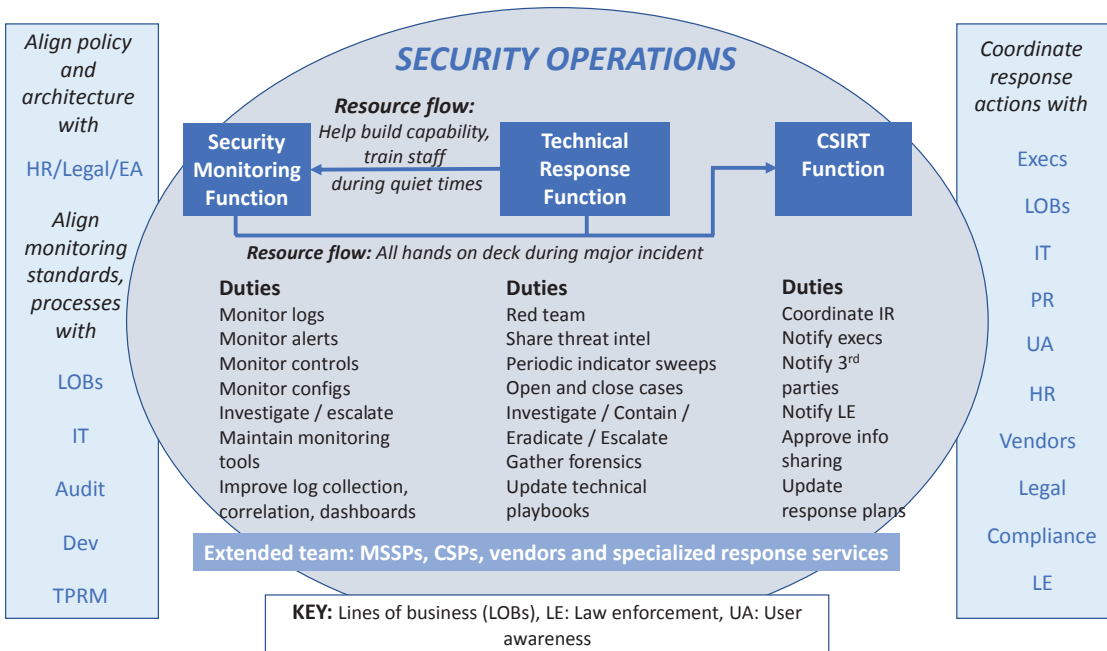 Align policy
and
architecture
with
HR/Legal/EA
Align
monitoring
standards,
processes
with
LOBs
IT
Audit
Dev
TPRM
SECURITY OPERATIONS
Resource flow:
Help build capability,
train staff
during quiet times
Security
Monitoring
Function
Technical
Response
Function
CSIRT
Function
Resource flow: All hands on deck during major incident
Duties
Monitor logs
Monitor alerts
Monitor controls
Monitor configs
Investigate / escalate
Maintain monitoring
tools
Improve log collection,
correlation, dashboards
Duties
Red team
Share threat intel
Periodic indicator sweeps
Open and close cases
Investigate / Contain /
Eradicate / Escalate
Gather forensics
Update technical
playbooks
Duties
Coordinate IR
Notify execs
Notify 3rd
parties
Notify LE
Approve info
sharing
Update
response plans
Extended team: MSSPs, CSPs, vendors and specialized response services
KEY: Lines of business (LOBs), LE: Law enforcement, UA: User
awareness
Coordinate
response
actions with
Execs
LOBs
IT
PR
UA
HR
Vendors
Legal
Compliance
LE